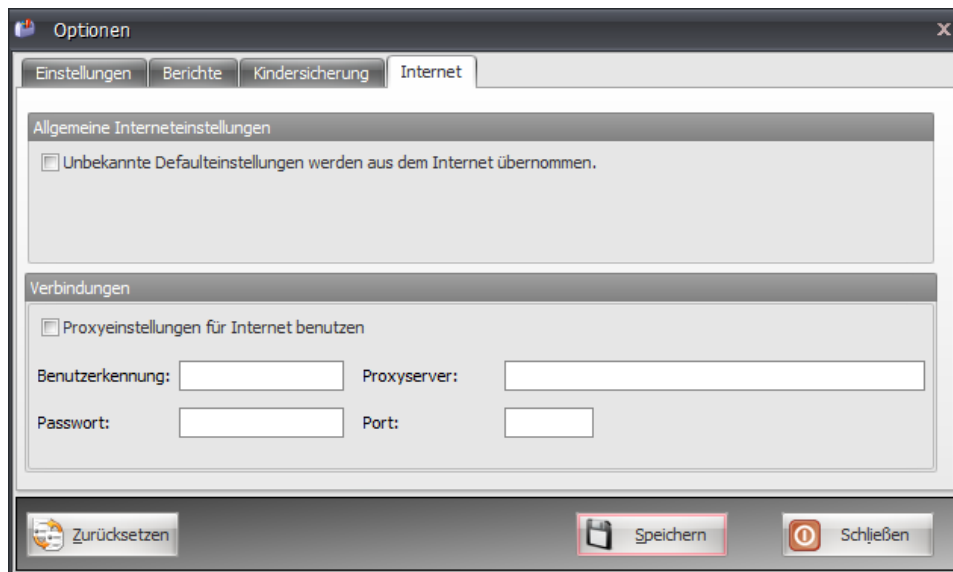 Optionen
Einstellungen Berichte Kindersicherung Internet
Allgemeine Interneteinstellungen
Unbekannte Defaulteinstellungen werden aus dem Internet übernommen.
Verbindungen
Proxyeinstellungen für Internet benutzen
Benutzerkennung: Proxyserver:
Passwort: Port:
Zurücksetzen Speichern Schließen